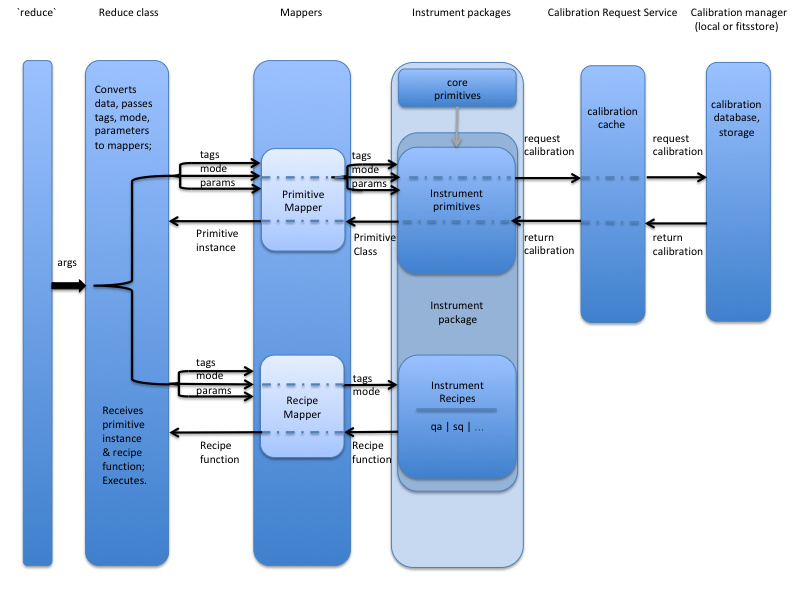 `reduce`
Reduce class
Mappers
Instrument packages
Calibration Request Service
Calibration manager
(local or fitsstore)
Converts
data, passes
tags, mode,
parameters
to mappers;
core
primitives
calibration
cache
calibration
database,
storage
tags
mode
params
tags
mode
params
request
calibration
request
calibration
Primitive
Mapper
Instrument
primitives
Primitive
instance
Primitive
Class
return
calibration
return
calibration
args
Instrument
package
tags
mode
params
tags
mode
Recipe
Mapper
Instrument
Recipes
qa | sq | ...
Receives
primitive
instance
& recipe
function;
Executes.
Recipe
function
Recipe
function